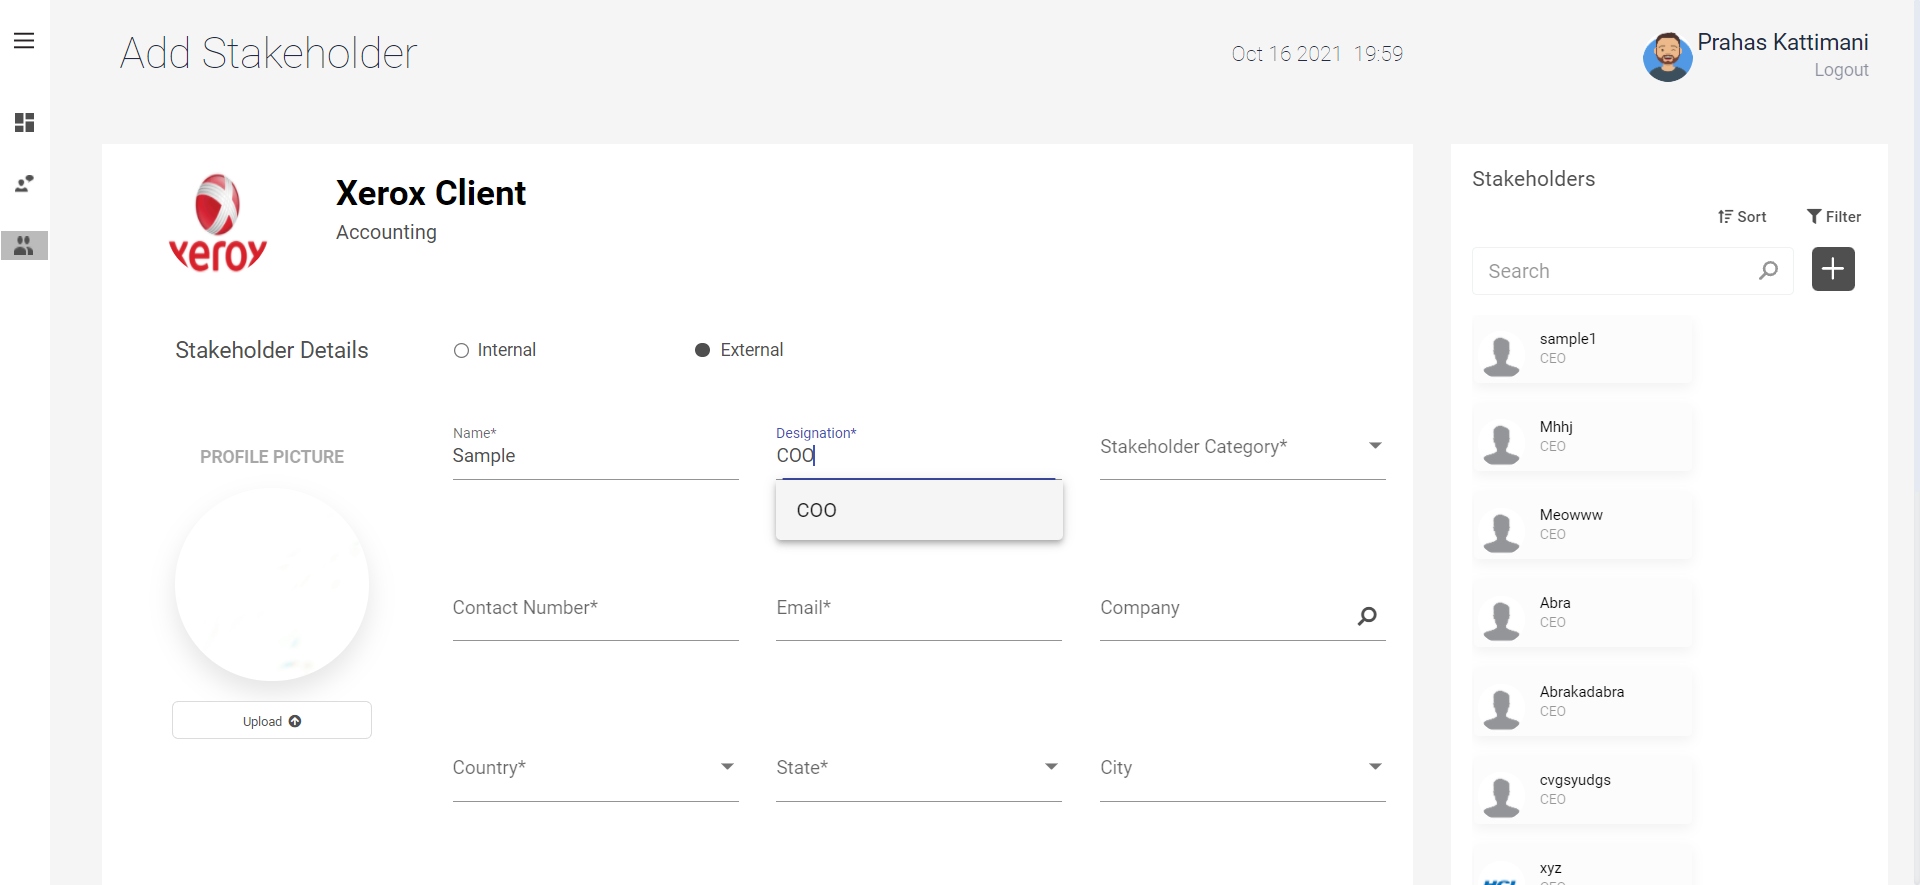 Add Stakeholder
Oct 16 2021 19:59
Prahas Kattimani
Logout
xeroy
Xerox Client
Accounting
Stakeholder Details
Internal
External
PROFILE PICTURE
Upload
Name*
Sample
Designation*
COO
COO
Stakeholder Category*
Contact Number*
Email*
Company
Country*
State*
City
Stakeholders
Sort
Filter
Search
sample1
CEO
Mhhj
CEO
Meowww
CEO
Abra
CEO
Abrakadabra
CEO
cvgsyudgs
CEO
xyz